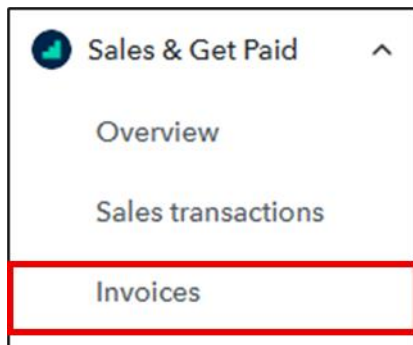 Sales & Get Paid
Overview
Sales transactions
Invoices